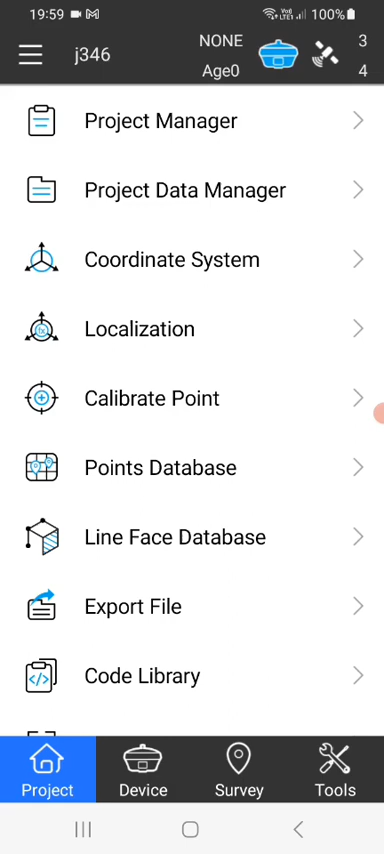 19:59 100%
j346 NONE 3
Age0 4
Project Manager
Project Data Manager
Coordinate System
Localization
Calibrate Point
Points Database
Line Face Database
Export File
Code Library
Project Device Survey Tools